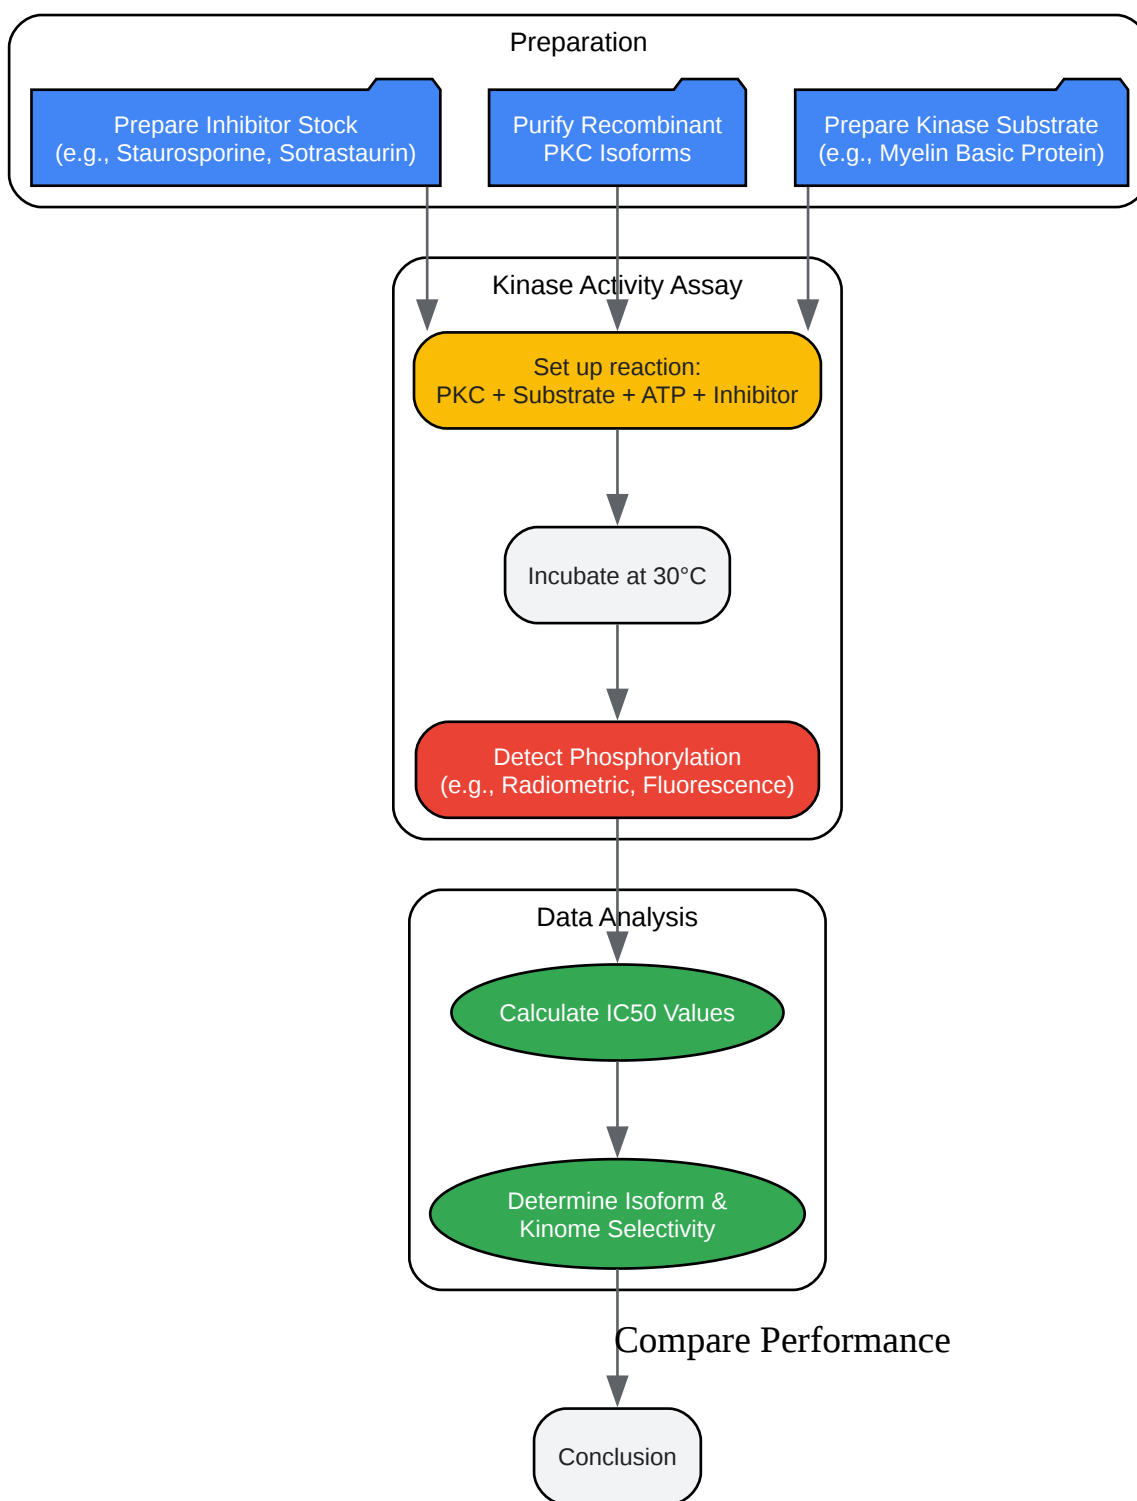 Preparation
Prepare Inhibitor Stock
(e.g., Staurosporine, Sotrastaurin)
Purify Recombinant
PKC Isoforms
Prepare Kinase Substrate
(e.g., Myelin Basic Protein)
Kinase Activity Assay
Set up reaction:
PKC + Substrate + ATP + Inhibitor
Incubate at 30°C
Detect Phosphorylation
(e.g., Radiometric, Fluorescence)
Data Analysis
Calculate IC50 Values
Determine Isoform &
Kinome Selectivity
Compare Performance
Conclusion